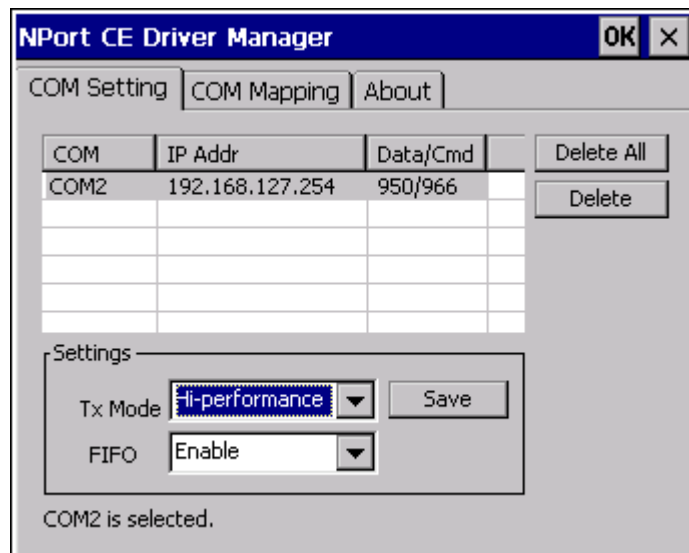 NPort CE Driver Manager OK ×
COM Setting COM Mapping About
COM IP Addr Data/Cmd Delete All
COM2 192.168.127.254 950/966
Delete
Settings
Tx Mode Hi-performance Save
FIFO Enable
COM2 is selected.